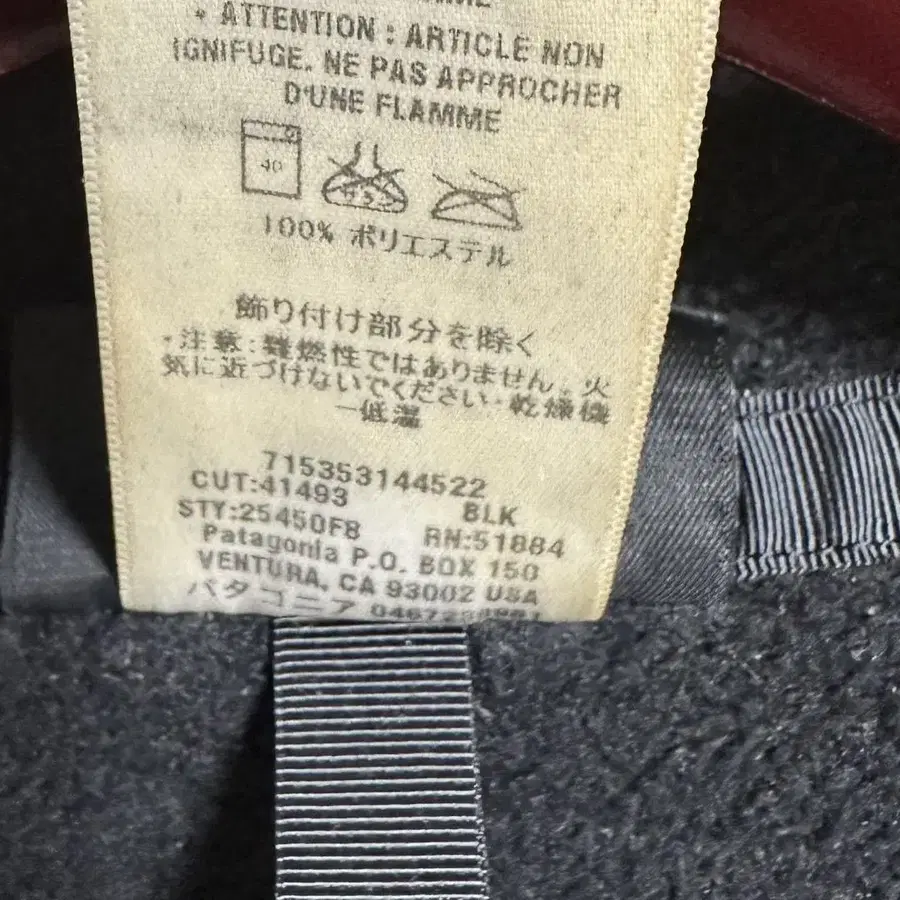 • ATTENTION : ARTICLE NON
IGNIFUGE. NE PAS APPROCHER
D'UNE FLAMME
40
100% ポリエステル
飾り付け部分を除く
・注意:難燃性ではありません。火
気に近づけないでください・乾燥機
ー低温
715353144522
CUT:41493 BLK
STY:25450F8 RN:51884
Patagonia P.O. BOX 150
VENTURA, CA 93002 USA
パタゴニア